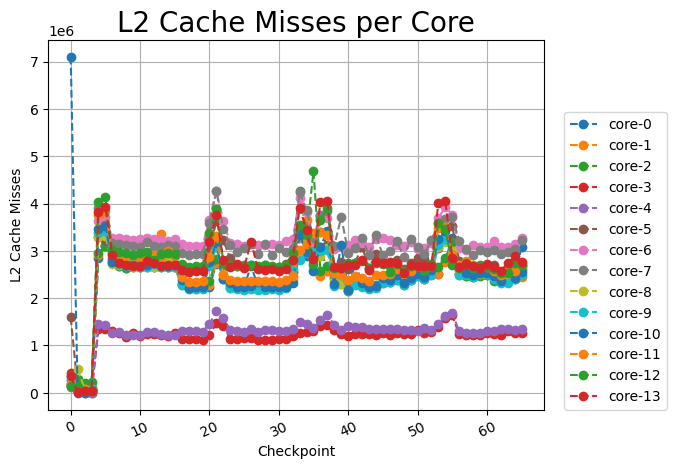 L2 Cache Misses per Core
1e6
7
6
5
4
3
2
1
0
L2 Cache Misses
0
10
20
30
40
50
60
Checkpoint
core-0
core-1
core-2
core-3
core-4
core-5
core-6
core-7
core-8
core-9
core-10
core-11
core-12
core-13